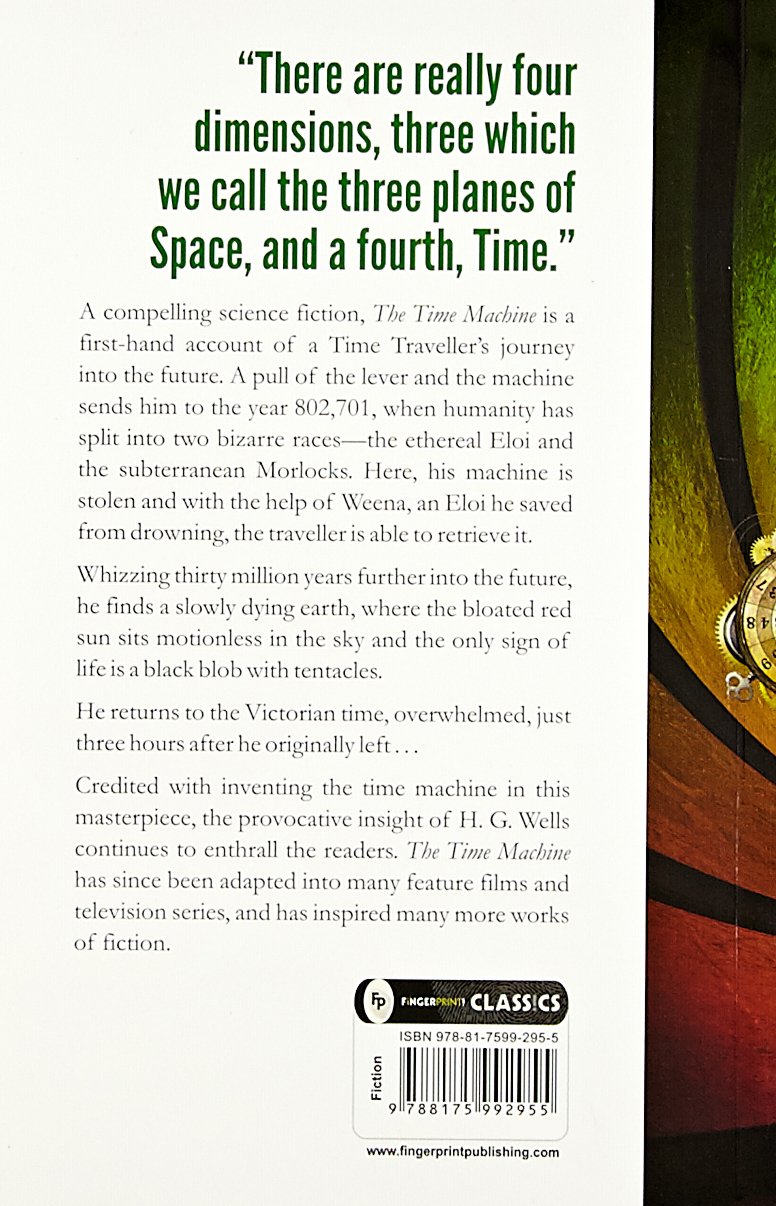 “There are really four
dimensions, three which
we call the three planes of
Space, and a fourth, Time.”
A compelling science fiction, The Time Machine is a
first-hand account of a Time Traveller’s journey
into the future. A pull of the lever and the machine
sends him to the year 802,701, when humanity has
split into two bizarre races—the ethereal Eloi and
the subterranean Morlocks. Here, his machine is
stolen and with the help of Weena, an Eloi he saved
from drowning, the traveller is able to retrieve it.
Whizzing thirty million years further into the future,
he finds a slowly dying earth, where the bloated red
sun sits motionless in the sky and the only sign of
life is a black blob with tentacles.
He returns to the Victorian time, overwhelmed, just
three hours after he originally left . . .
Credited with inventing the time machine in this
masterpiece, the provocative insight of H. G. Wells
continues to enthrall the readers. The Time Machine
has since been adapted into many feature films and
television series, and has inspired many more works
of fiction.
FP FiNGERPRINT! CLASS!CS
ISBN 978-81-7599-295-5
Fiction
9 788175 992955
www.fingerprintpublishing.com